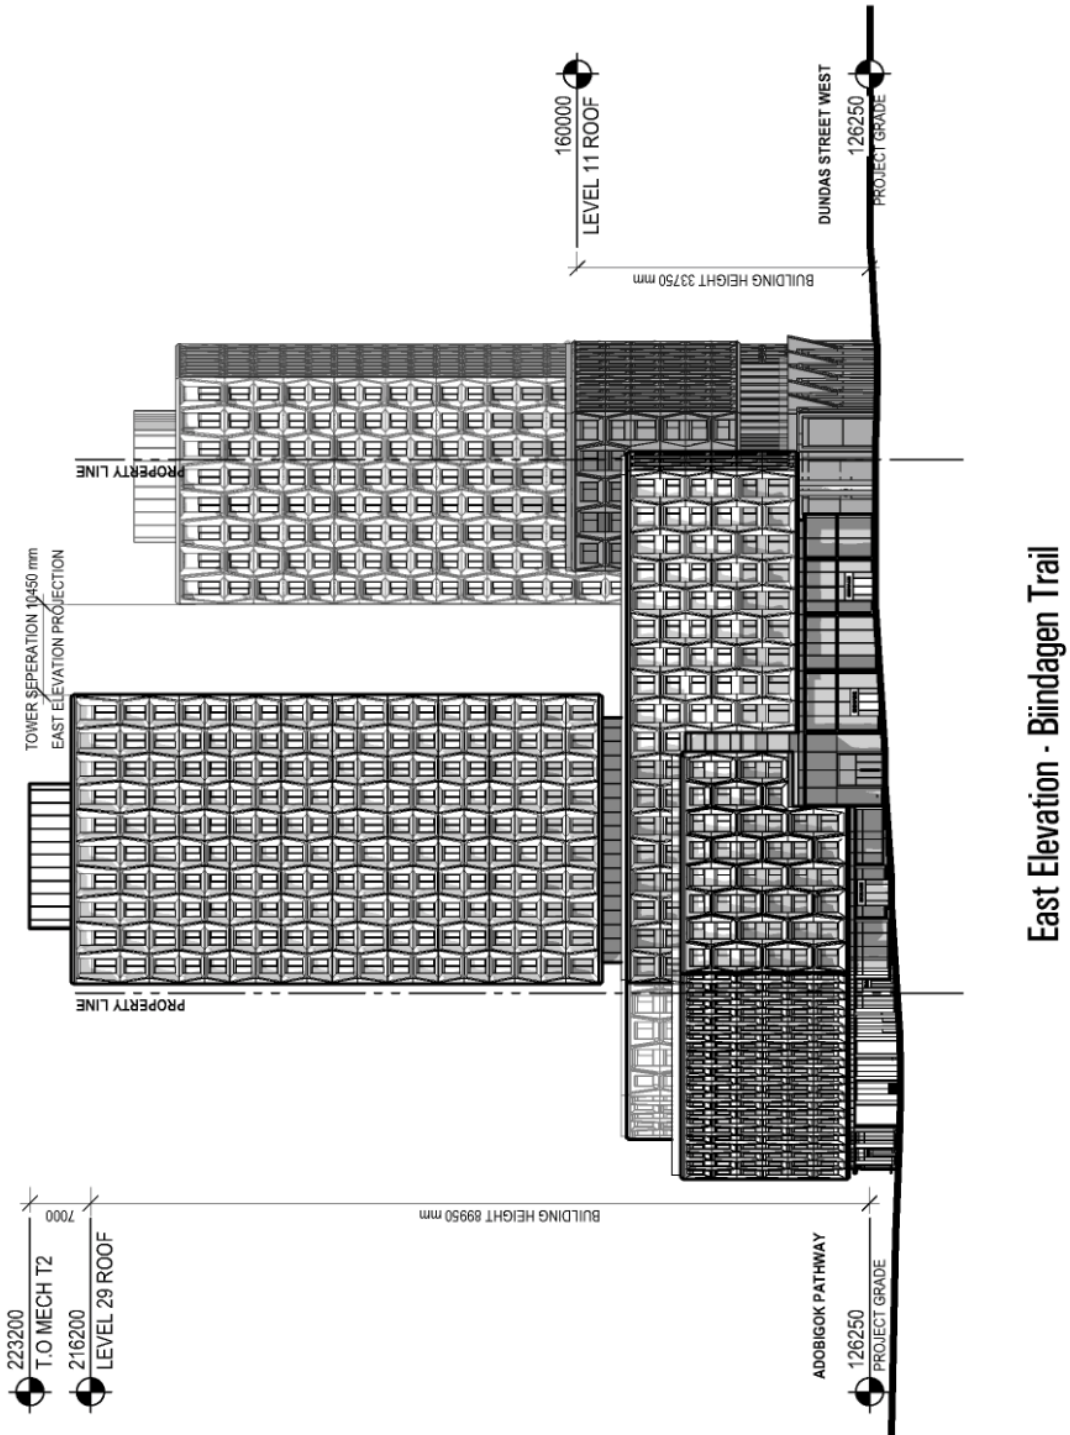 TOWER SEPERATION 10450 mm
EAST ELEVATION PROJECTION
PROPERTY LINE
PROPERTY LINE
223200
T.O MECH T2
7000
216200
LEVEL 29 ROOF
BUILDING HEIGHT 89950 mm
ADOBIGOK PATHWAY
126250
PROJECT GRADE
160000
LEVEL 11 ROOF
BUILDING HEIGHT 33750 mm
DUNDAS STREET WEST
126250
PROJECT GRADE
East Elevation - Biindagen Trail